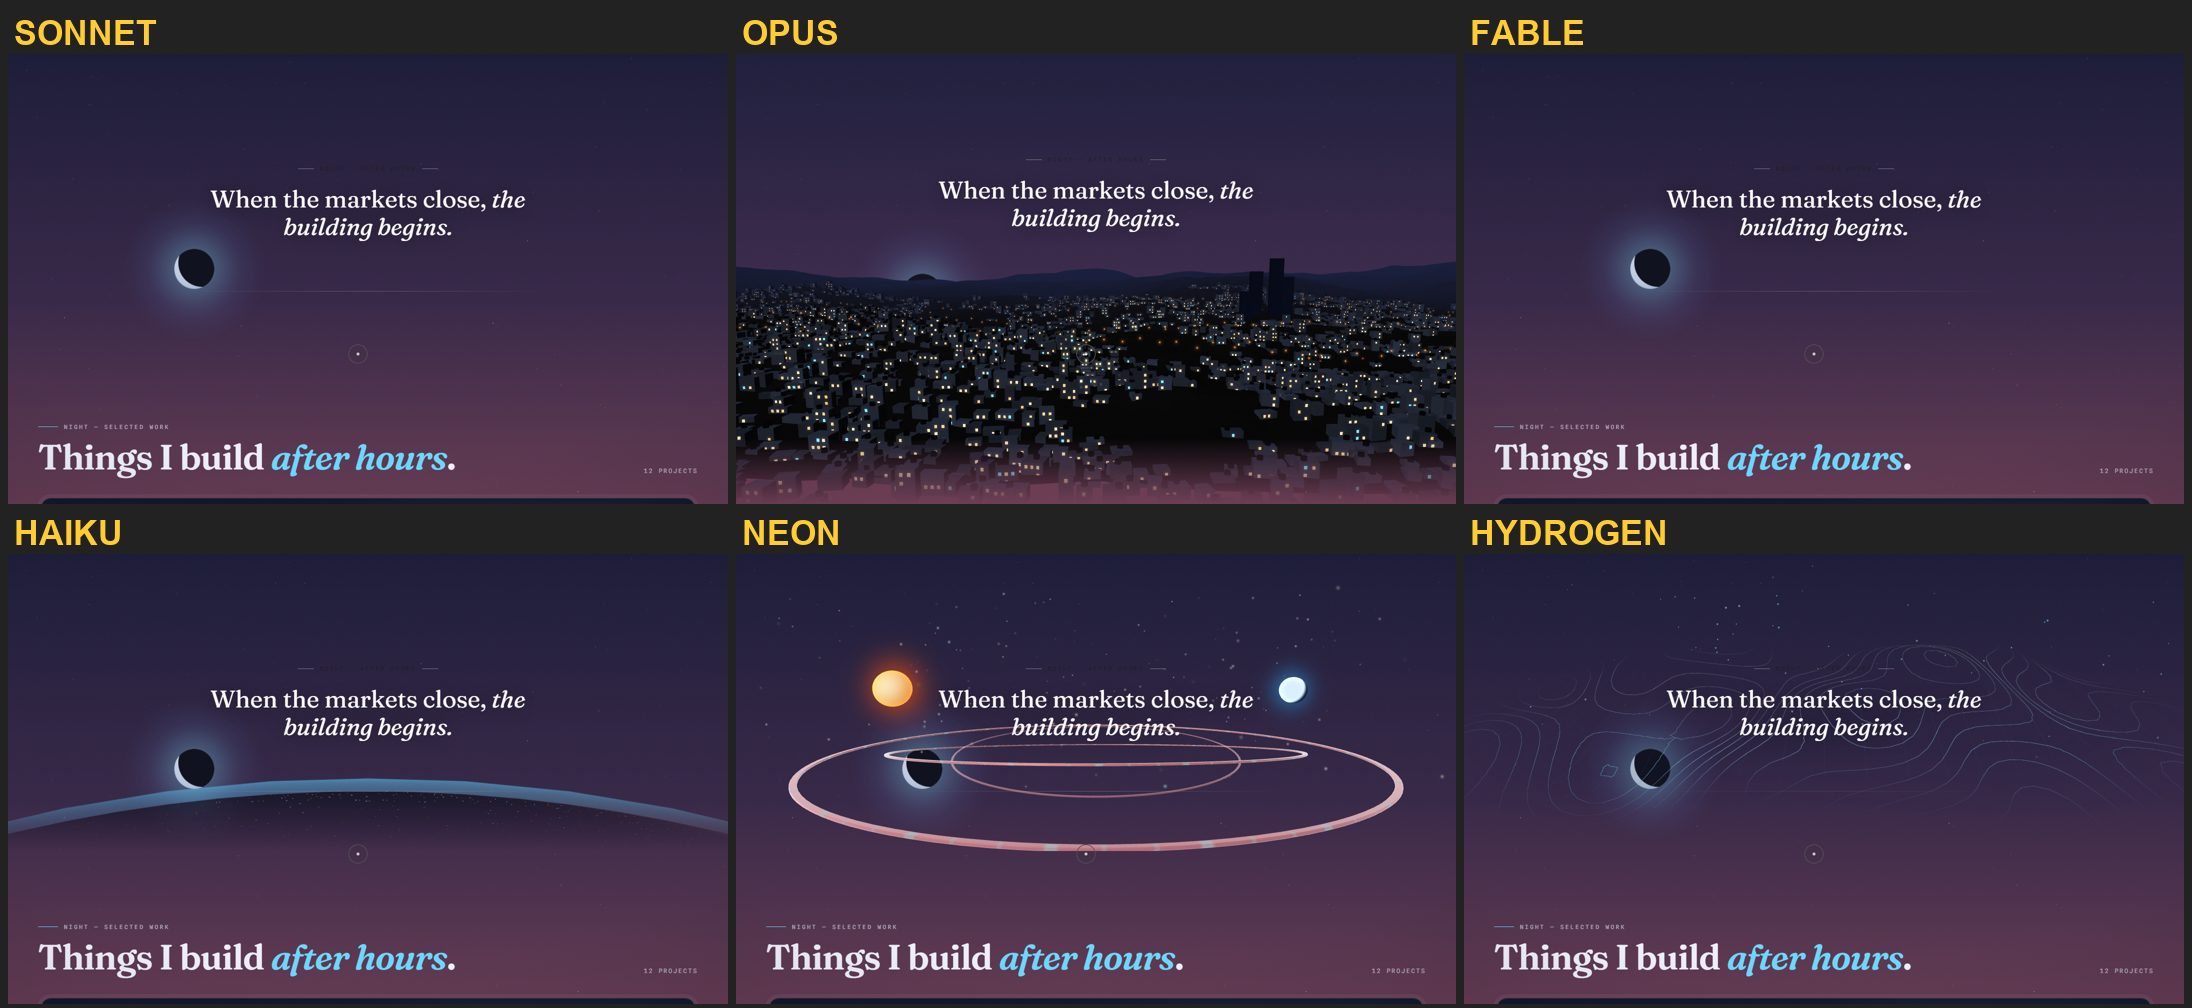 SONNET
When the markets close, the
building begins.
NIGHT — SELECTED WORK
Things I build after hours.
12 PROJECTS
OPUS
When the markets close, the
building begins.
FABLE
When the markets close, the
building begins.
NIGHT — SELECTED WORK
Things I build after hours.
12 PROJECTS
HAIKU
When the markets close, the
building begins.
NIGHT — SELECTED WORK
Things I build after hours.
12 PROJECTS
NEON
When the markets close, the
building begins.
NIGHT — SELECTED WORK
Things I build after hours.
12 PROJECTS
HYDROGEN
When the markets close, the
building begins.
NIGHT — SELECTED WORK
Things I build after hours.
12 PROJECTS